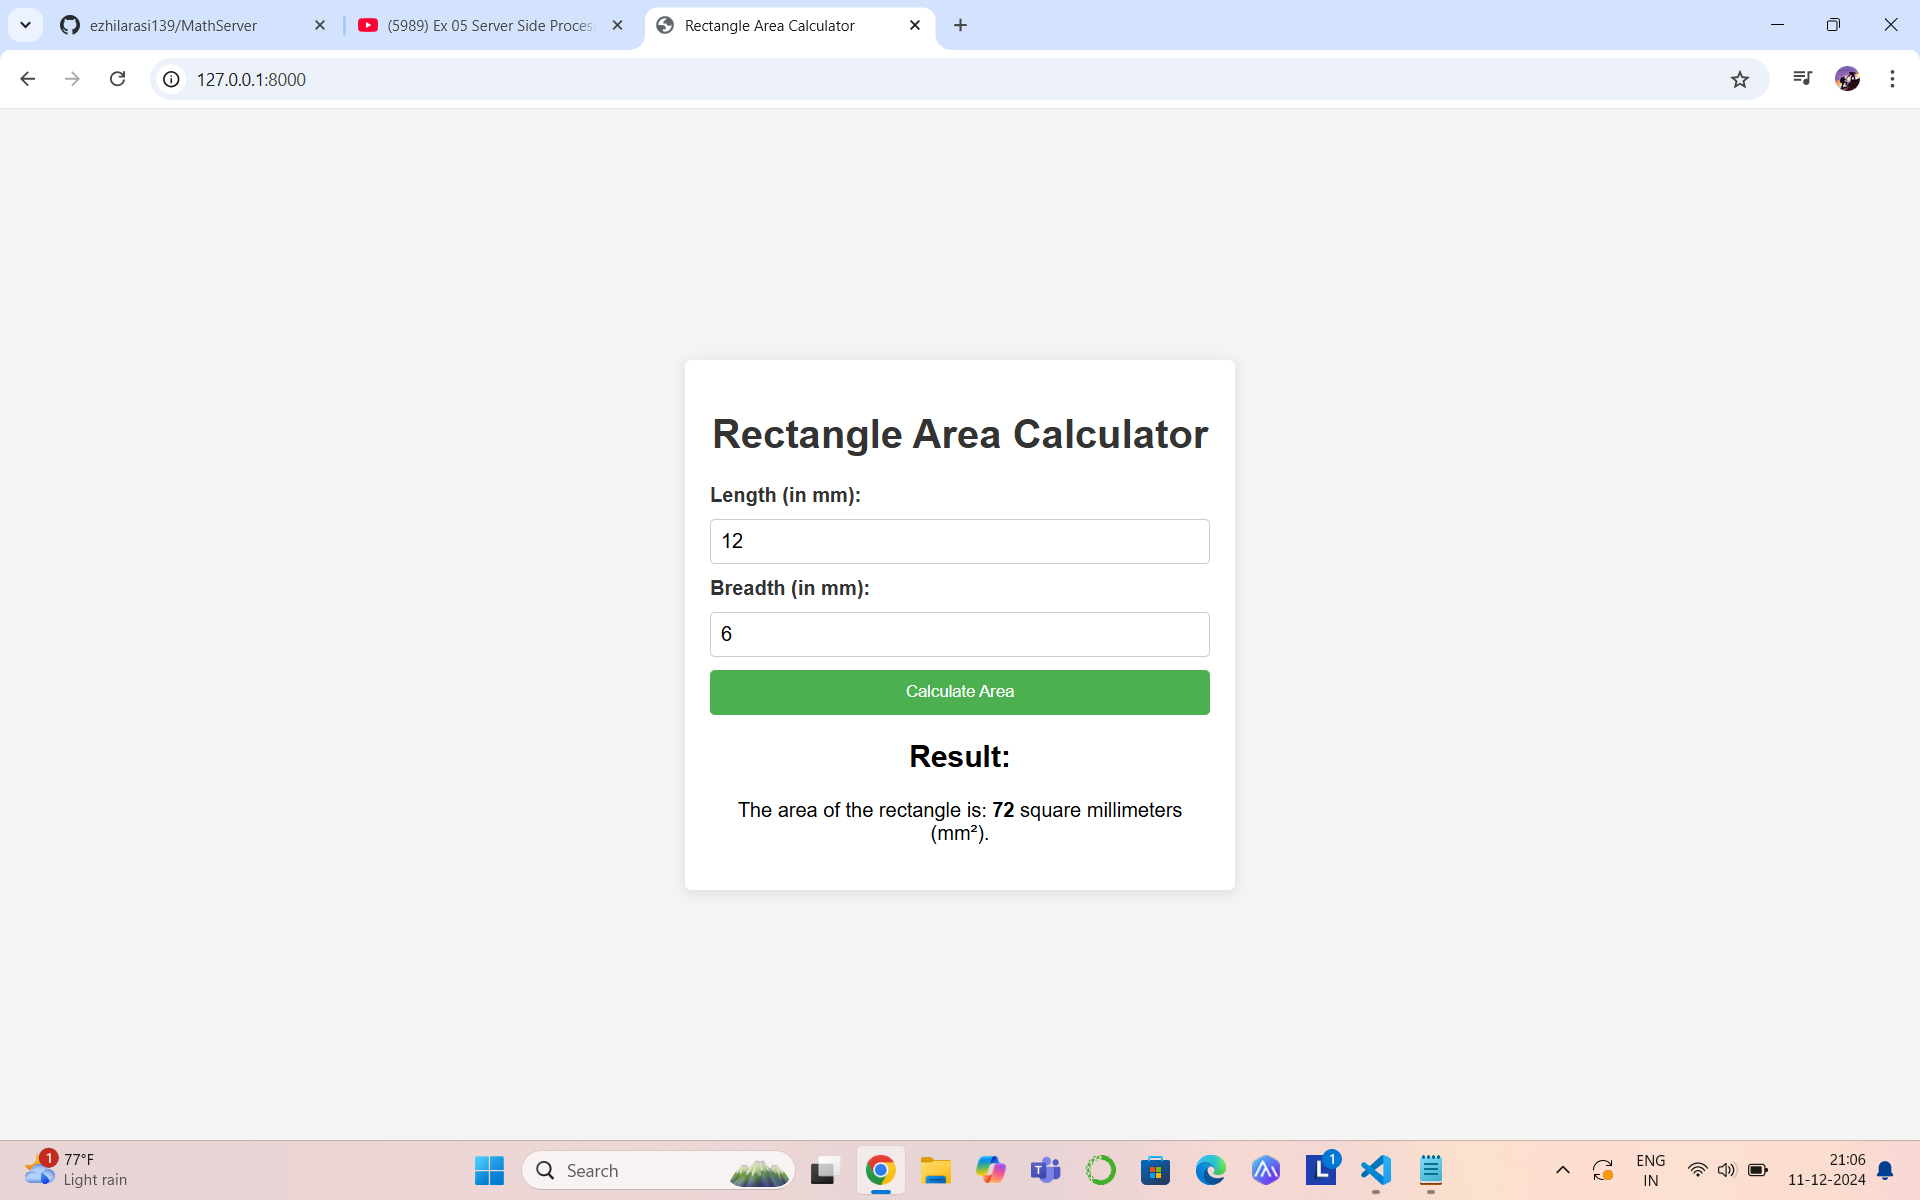 ezhilarasi139/MathServer
(5989) Ex 05 Server Side Process
Rectangle Area Calculator
127.0.0.1:8000
Rectangle Area Calculator
Length (in mm):
12
Breadth (in mm):
6
Calculate Area
Result:
The area of the rectangle is: 72 square millimeters
(mm²).
1
77°F
Light rain
Search
L
1
ENG
IN
21:06
11-12-2024